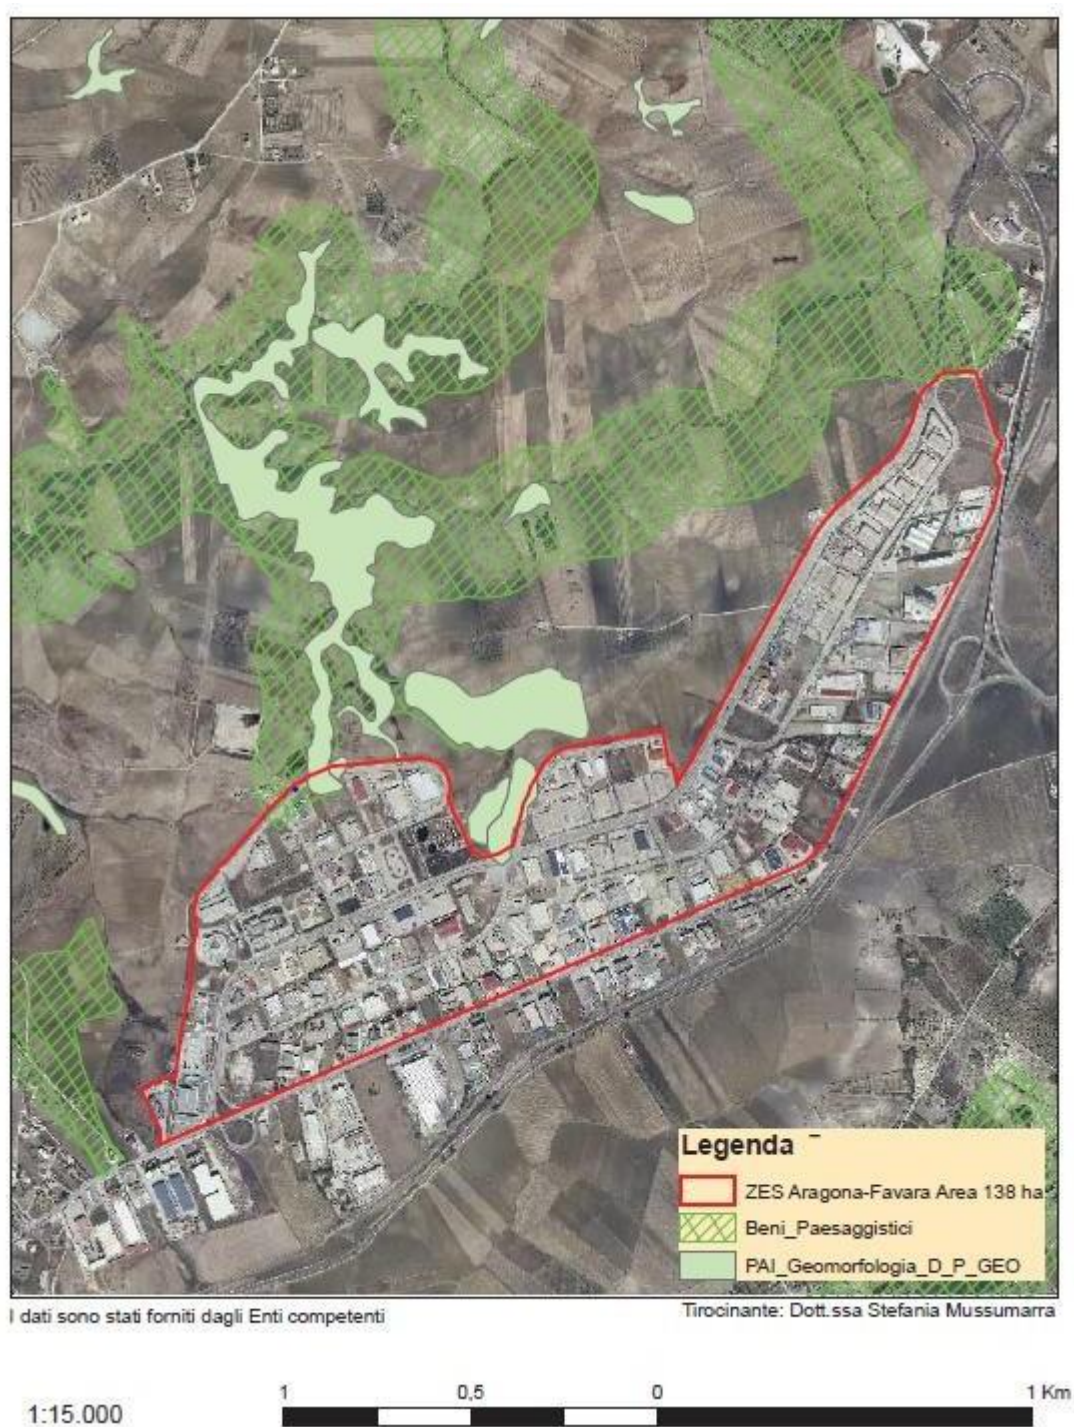 Legenda
ZES Aragona-Favara Area 138 ha
Beni_Paesaggistici
PAI_Geomorfologia_D_P_GEO
I dati sono stati forniti dagli Enti competenti
Tirocinante: Dott.ssa Stefania Mussumarra
1:15.000
1 0,5 0 1 Km